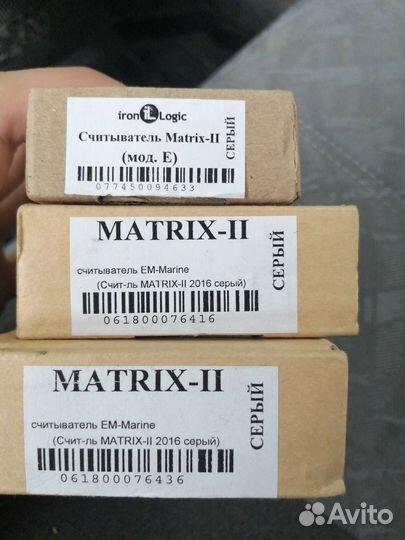 iron Logic
Считыватель Matrix-II
(мод. E)
СЕРЫЙ
077450094633
MATRIX-II
считыватель EM-Marine
(Счит-ль MATRIX-II 2016 серый)
СЕРЫЙ
061800076416
MATRIX-II
считыватель EM-Marine
(Счит-ль MATRIX-II 2016 серый)
СЕРЫЙ
061800076436
Avito